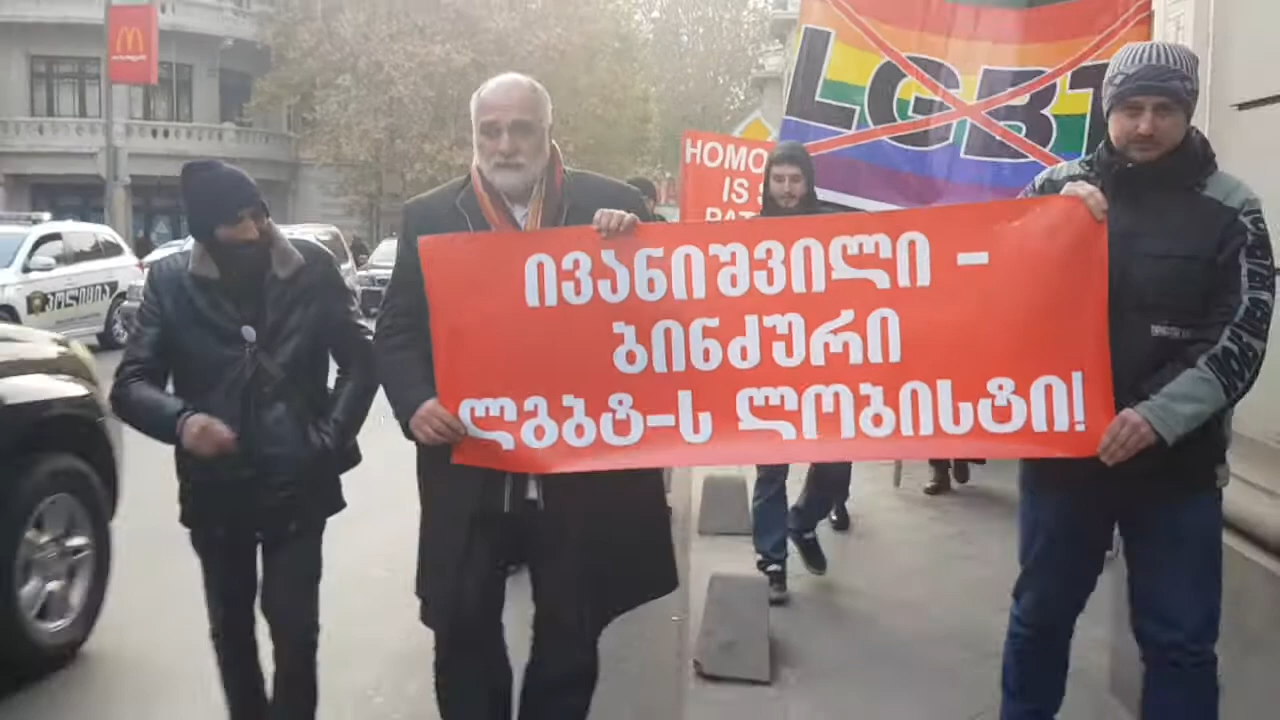 LGBT
HOMO
IS
ივანიშვილი –
ბინძური
ლგბტ-ს ლობისტი!
პოლიცია